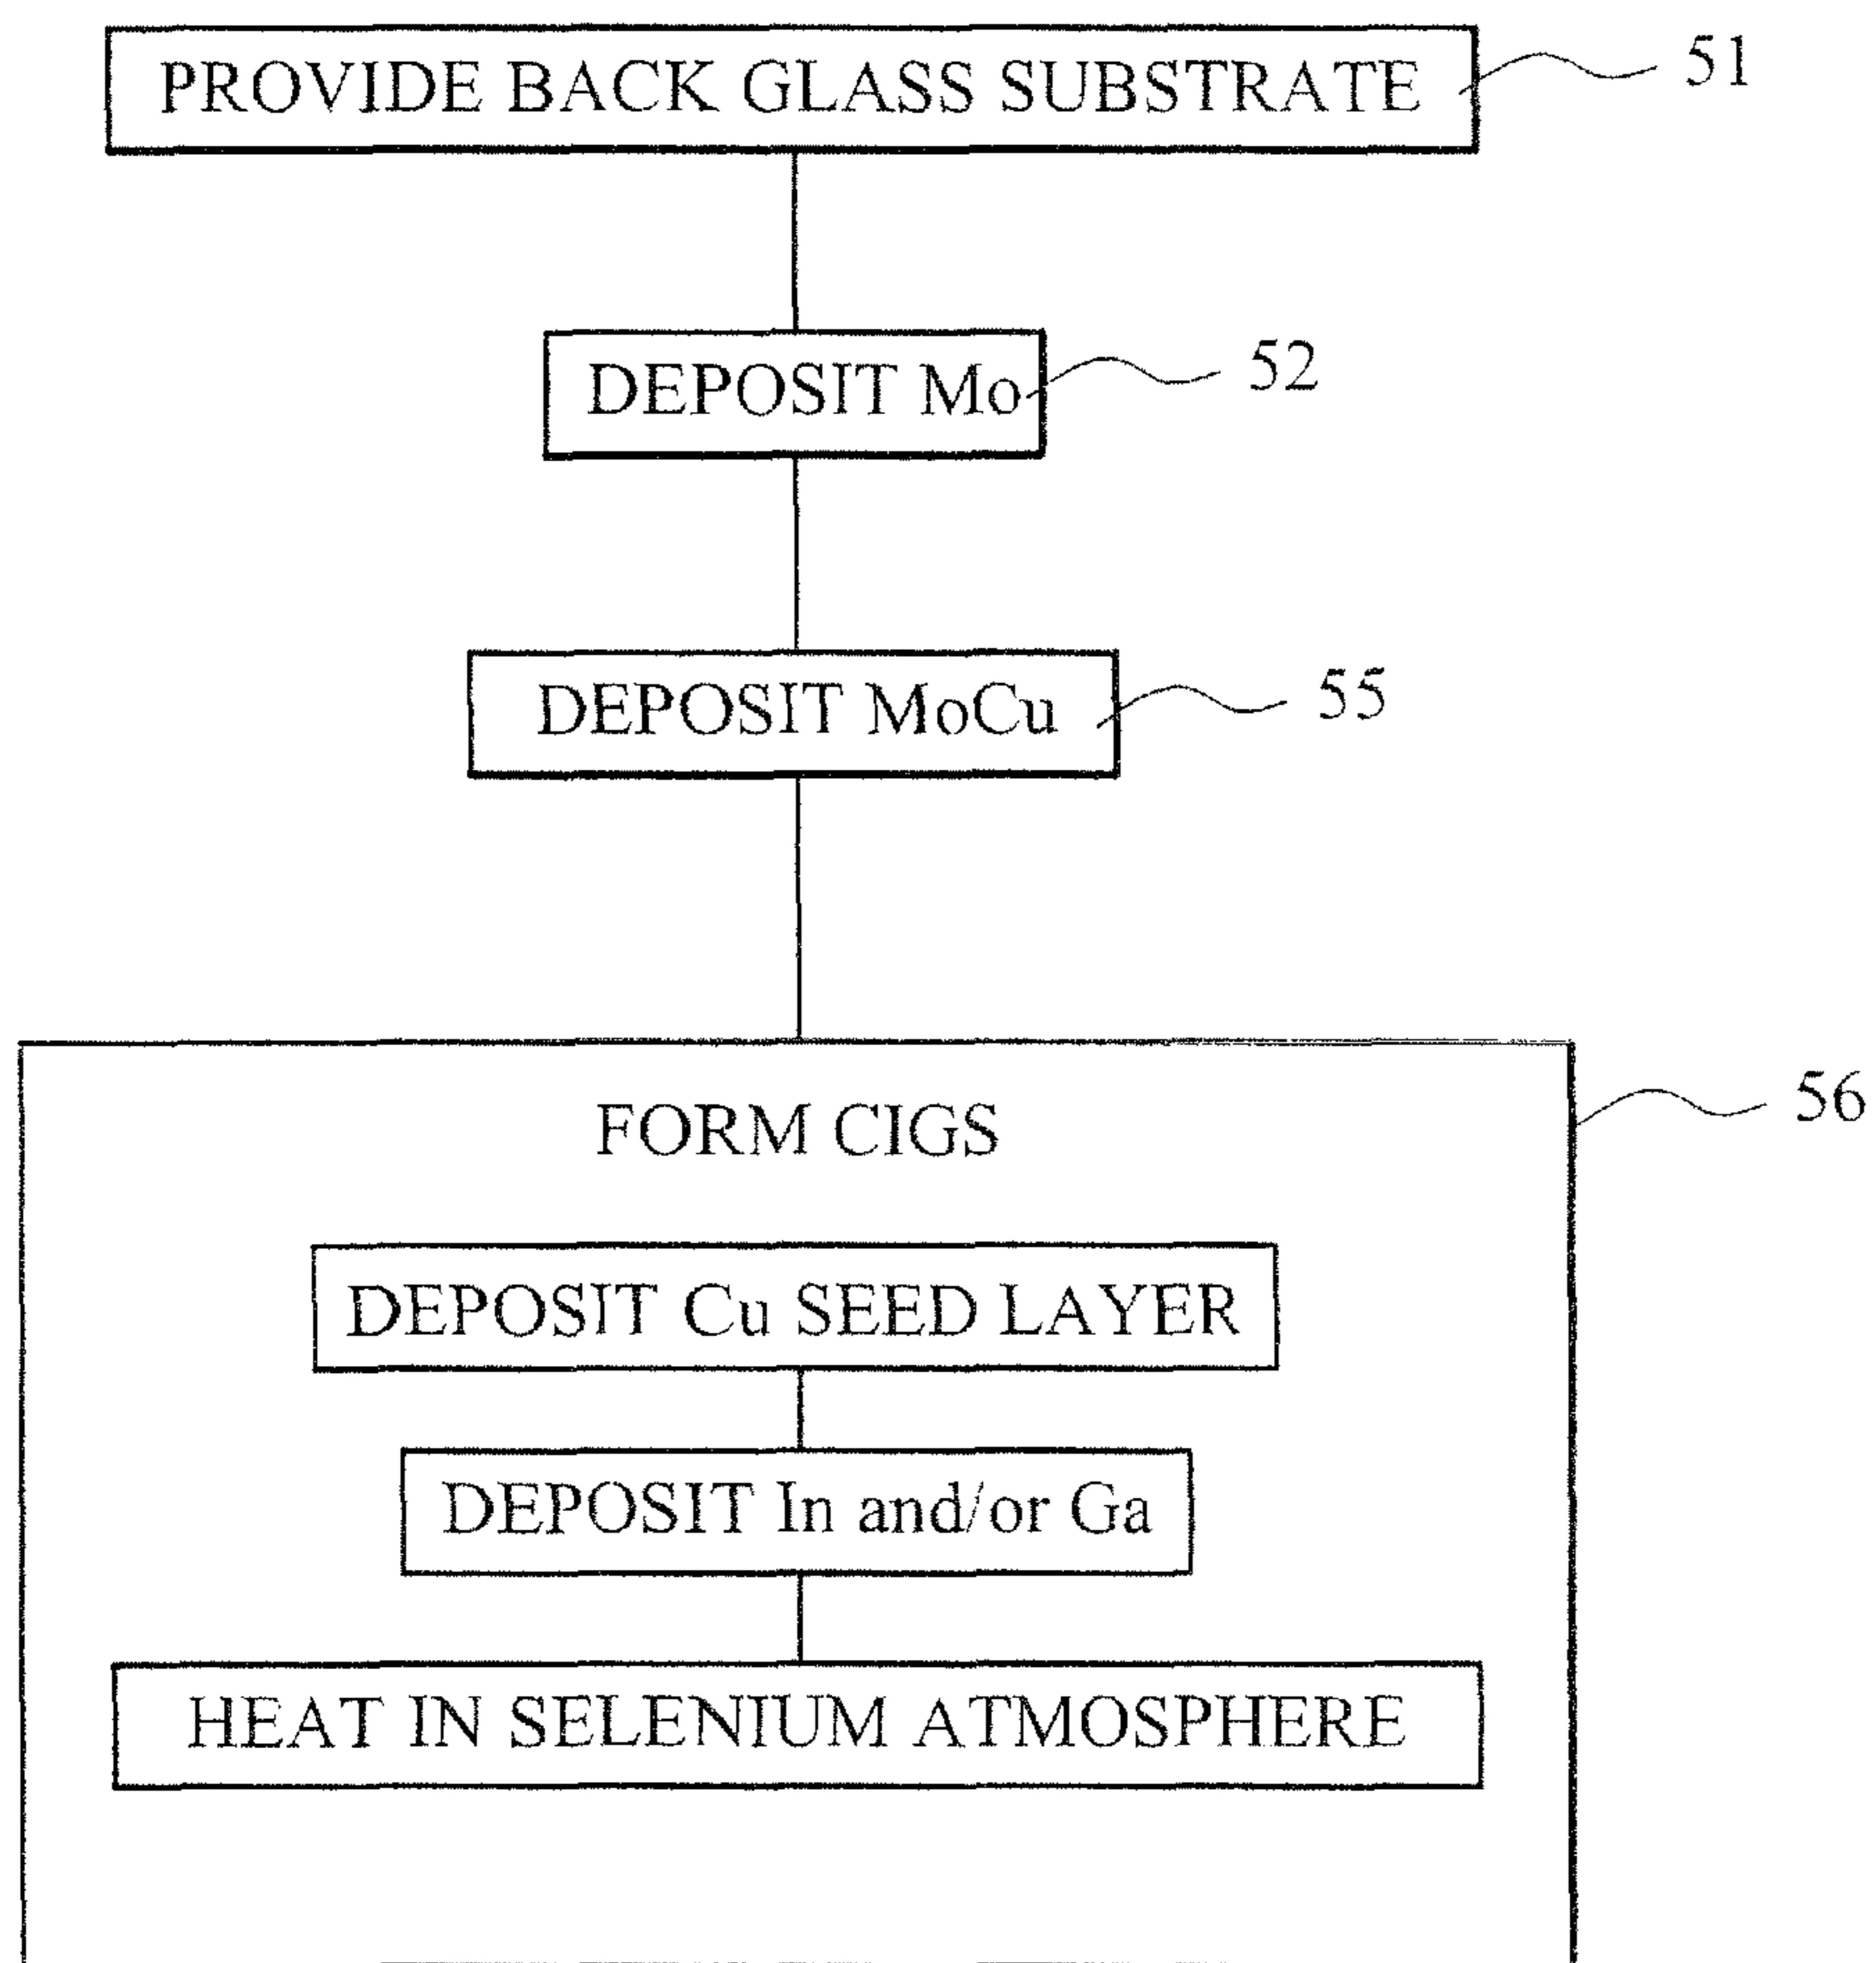 PROVIDE BACK GLASS SUBSTRATE
51
DEPOSIT Mo
52
DEPOSIT MoCu
55
FORM CIGS
56
DEPOSIT Cu SEED LAYER
DEPOSIT In and/or Ga
HEAT IN SELENIUM ATMOSPHERE